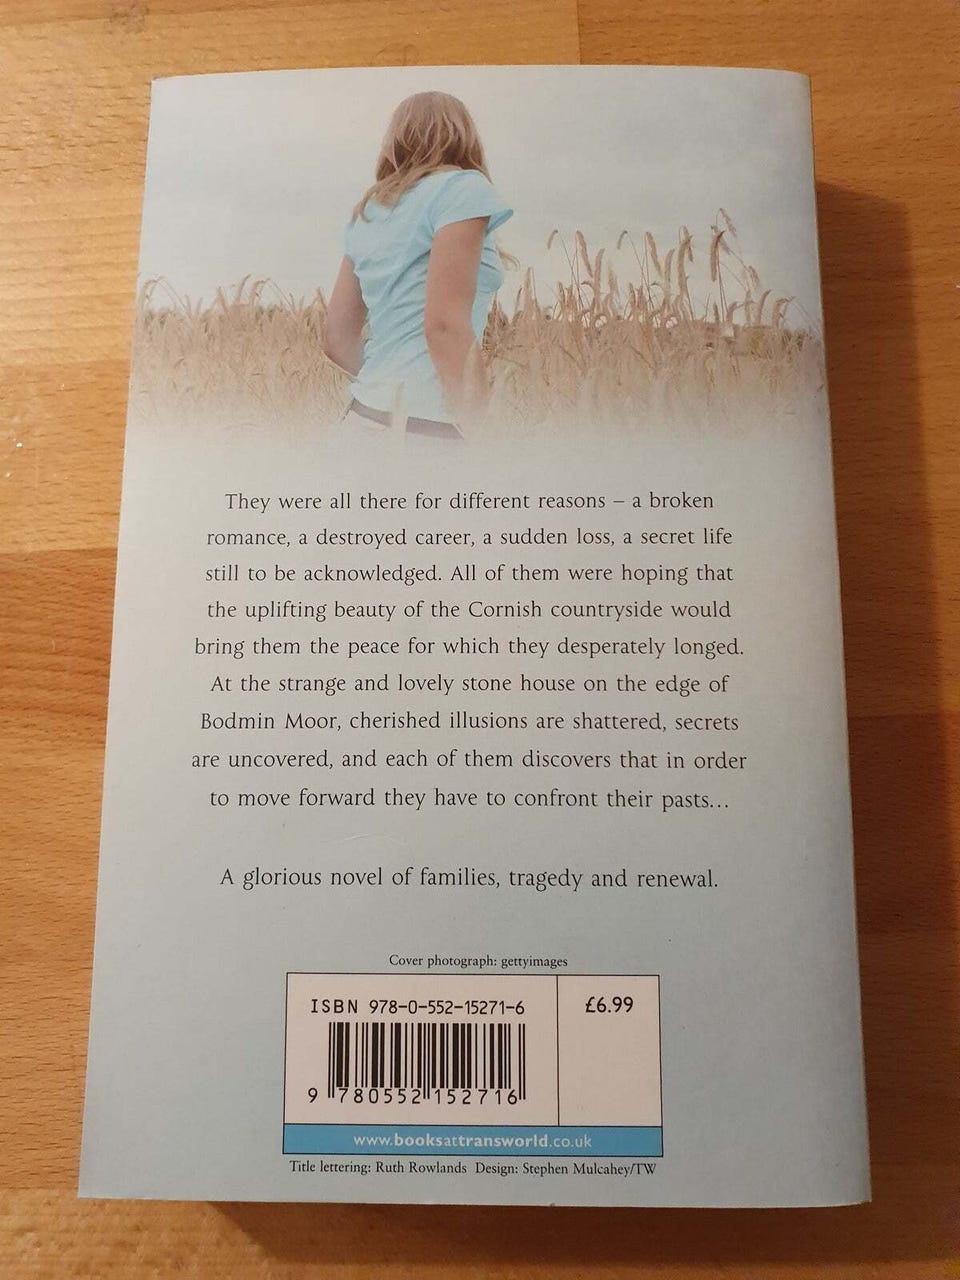 They were all there for different reasons – a broken
romance, a destroyed career, a sudden loss, a secret life
still to be acknowledged. All of them were hoping that
the uplifting beauty of the Cornish countryside would
bring them the peace for which they desperately longed.
At the strange and lovely stone house on the edge of
Bodmin Moor, cherished illusions are shattered, secrets
are uncovered, and each of them discovers that in order
to move forward they have to confront their pasts...
A glorious novel of families, tragedy and renewal.
Cover photograph: gettyimages
ISBN 978-0-552-15271-6
£6.99
9 780552 152716
www.booksattransworld.co.uk
Title lettering: Ruth Rowlands Design: Stephen Mulcahey/TW